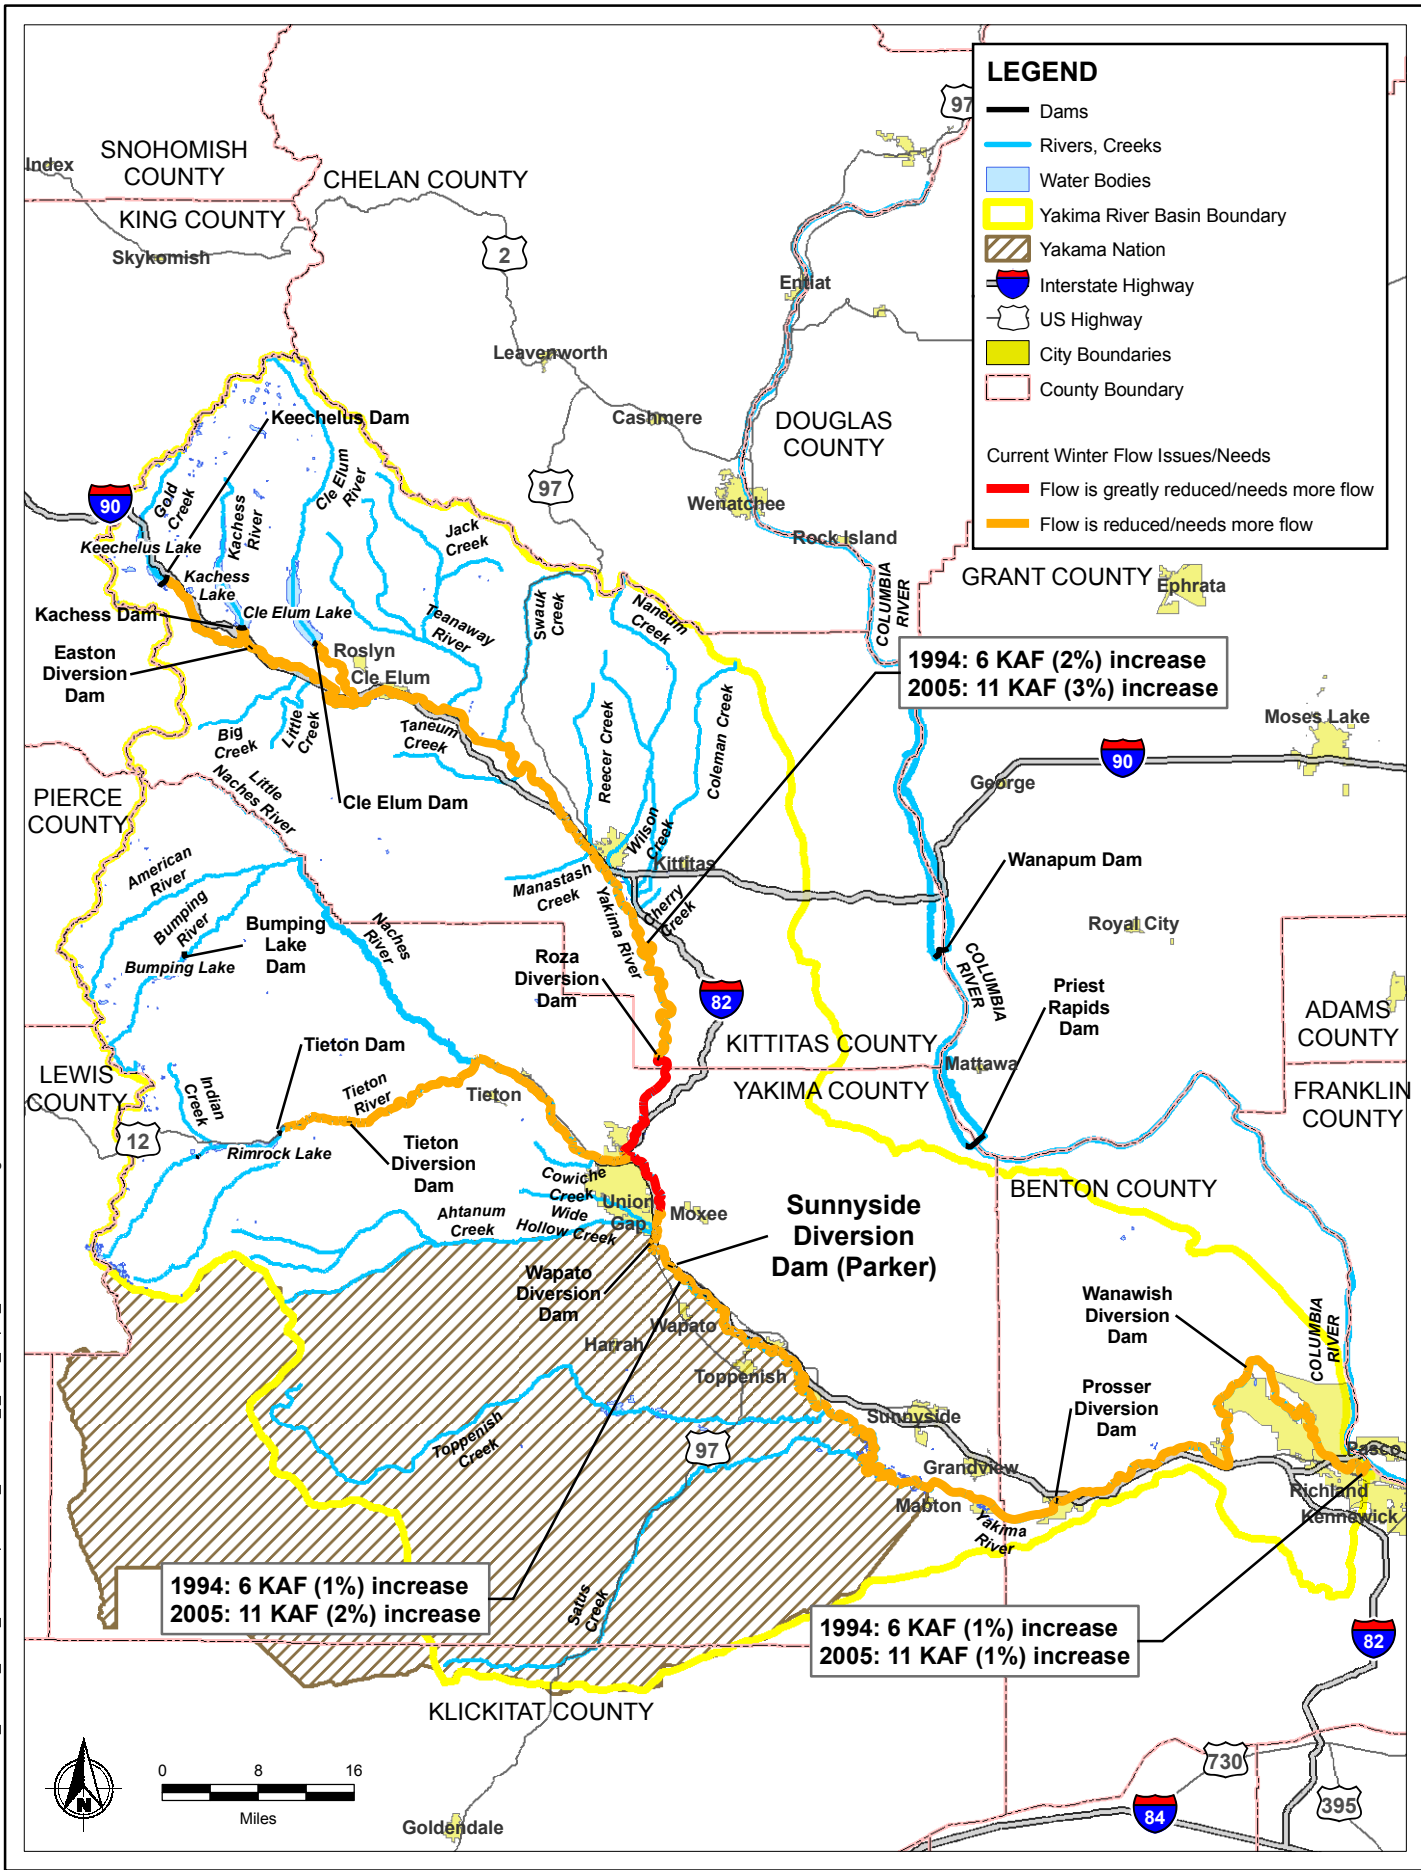 LEGEND
Dams
Rivers, Creeks
Water Bodies
Yakima River Basin Boundary
Yakama Nation
Interstate Highway
US Highway
City Boundaries
County Boundary
Current Winter Flow Issues/Needs
Flow is greatly reduced/needs more flow
Flow is reduced/needs more flow
97
SNOHOMISH
COUNTY
Index
CHELAN COUNTY
KING COUNTY
Skykomish
2
Entiat
Leavenworth
Cashmere
DOUGLAS
COUNTY
Keechelus Dam
97
Wenatchee
Rock Island
90
Gold
Creek
Kachess
River
Cle Elum
River
Jack
Creek
Keechelus Lake
Kachess
Lake
Cle Elum Lake
Kachess Dam
Easton
Diversion
Dam
Roslyn
Cle Elum
Teanaway
River
Swauk
Creek
Naneum
Creek
COLUMBIA
RIVER
GRANT COUNTY
Ephrata
1994: 6 KAF (2%) increase
2005: 11 KAF (3%) increase
Moses Lake
Big
Creek
Little
Creek
Taneum
Creek
Reecer Creek
Coleman Creek
90
George
PIERCE
COUNTY
Little
Naches River
Cle Elum Dam
Wilson
Creek
Kittitas
Wanapum Dam
American
River
Bumping
River
Manastash
Creek
Cherry
Creek
Yakima River
Royal City
Bumping
Lake
Dam
Bumping Lake
Naches
River
Roza
Diversion
Dam
82
COLUMBIA
RIVER
Priest
Rapids
Dam
ADAMS
COUNTY
KITTITAS COUNTY
YAKIMA COUNTY
Mattawa
FRANKLIN
COUNTY
LEWIS
COUNTY
12
Indian
Creek
Tieton Dam
Tieton
River
Tieton
Rimrock Lake
Tieton
Diversion
Dam
Cowiche
Creek
Union
Gap
Moxee
Wide
Hollow Creek
Ahtanum
Creek
BENTON COUNTY
Sunnyside
Diversion
Dam (Parker)
Wapato
Diversion
Dam
Wapato
Harrah
Toppenish
Wanawish
Diversion
Dam
COLUMBIA
RIVER
Prosser
Diversion
Dam
Sunnyside
Toppenish
Creek
97
Grandview
Mabton
Yakima
River
Pasco
Richland
Kennewick
1994: 6 KAF (1%) increase
2005: 11 KAF (2%) increase
Satus
Creek
1994: 6 KAF (1%) increase
2005: 11 KAF (1%) increase
82
KLICKITAT COUNTY
N
0 8 16
Miles
Goldendale
730
84
395